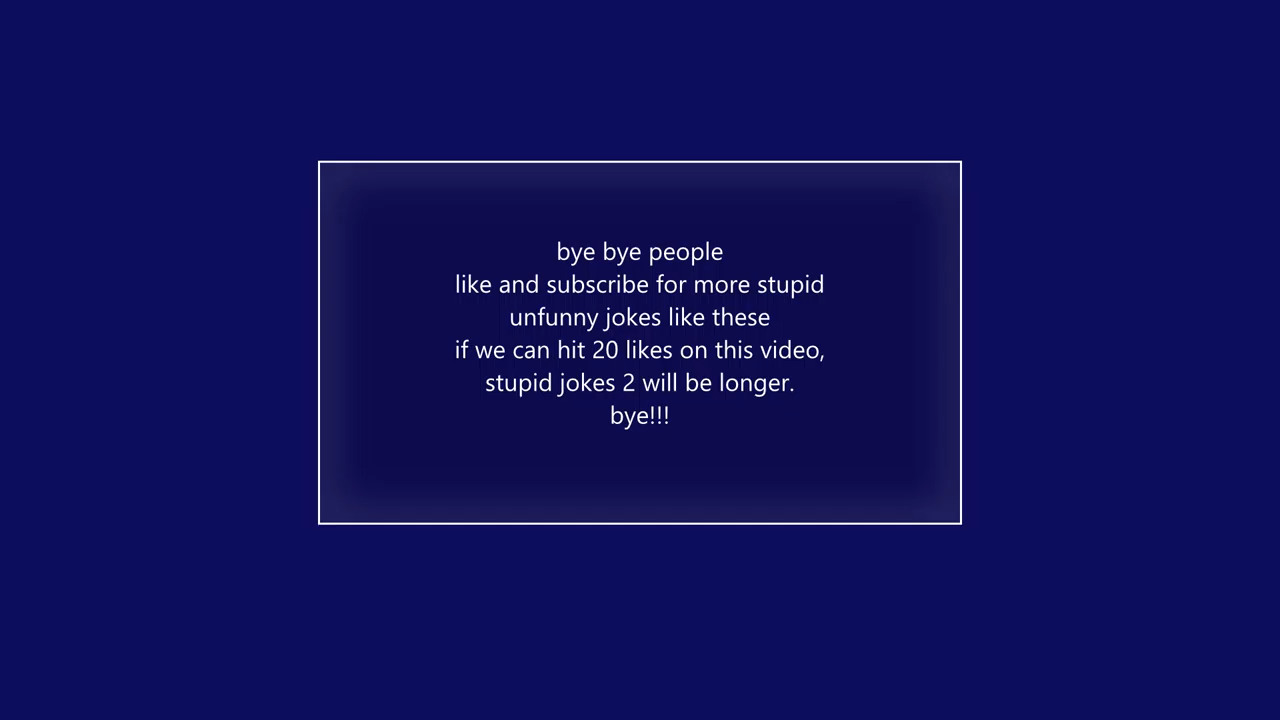 bye bye people
like and subscribe for more stupid
unfunny jokes like these
if we can hit 20 likes on this video,
stupid jokes 2 will be longer.
bye!!!